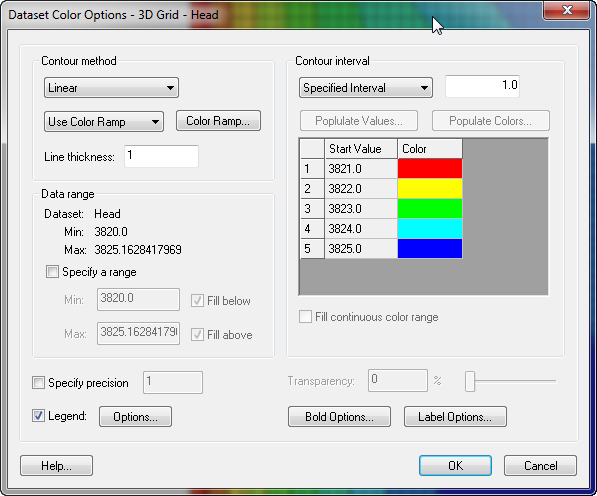 Dataset Color Options - 3D Grid - Head
Contour method
Linear
Use Color Ramp
Color Ramp...
Line thickness: 1
Data range
Dataset: Head
Min: 3820.0
Max: 3825.1628417969
Specify a range
Min: 3820.0 Fill below
Max: 3825.1628417969 Fill above
Specify precision 1
Legend: Options...
Contour interval
Specified Interval 1.0
Poplulate Values... Populate Colors...
Start Value Color
1 3821.0
2 3822.0
3 3823.0
4 3824.0
5 3825.0
Fill continuous color range
Transparency: 0 %
Bold Options... Label Options...
Help... OK Cancel